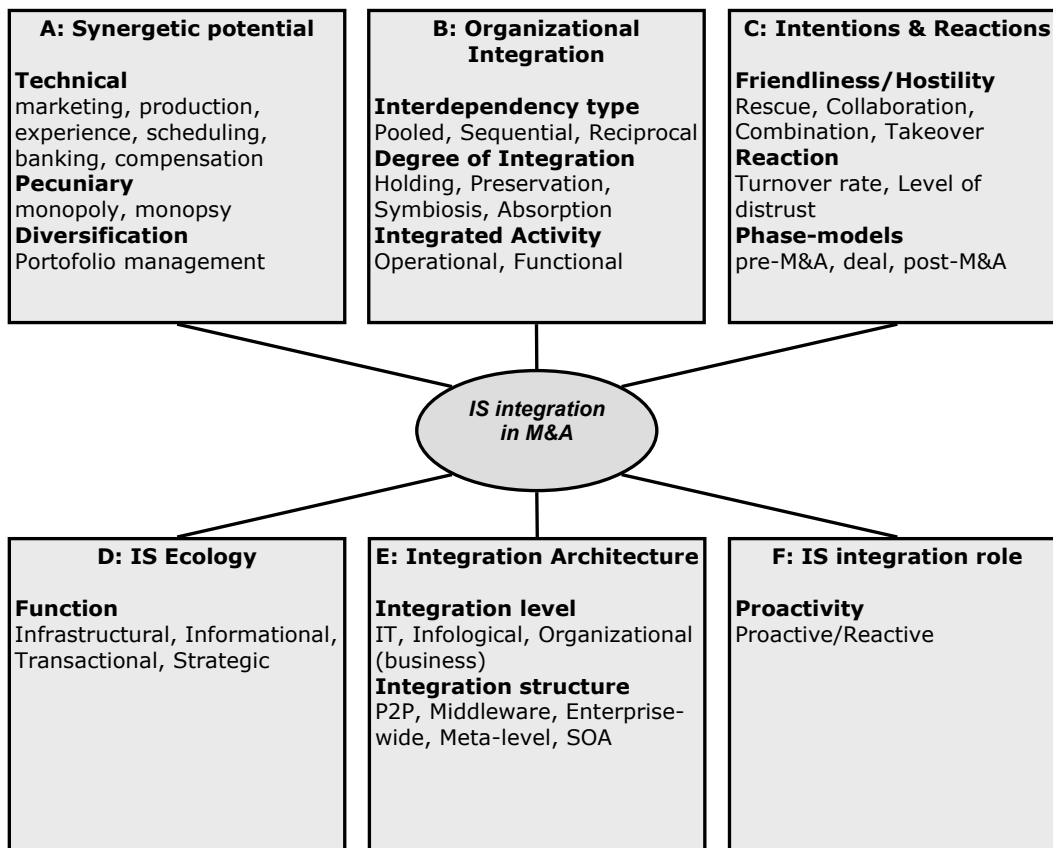 A: Synergetic potential
Technical
marketing, production,
experience, scheduling,
banking, compensation
Pecuniary
monopoly, monopsy
Diversification
Portofolio management
B: Organizational
Integration
Interdependency type
Pooled, Sequential, Reciprocal
Degree of Integration
Holding, Preservation,
Symbiosis, Absorption
Integrated Activity
Operational, Functional
C: Intentions & Reactions
Friendliness/Hostility
Rescue, Collaboration,
Combination, Takeover
Reaction
Turnover rate, Level of
distrust
Phase-models
pre-M&A, deal, post-M&A
IS integration
in M&A
D: IS Ecology
Function
Infrastructural, Informational,
Transactional, Strategic
E: Integration Architecture
Integration level
IT, Infological, Organizational
(business)
Integration structure
P2P, Middleware, Enterprise-
wide, Meta-level, SOA
F: IS integration role
Proactivity
Proactive/Reactive